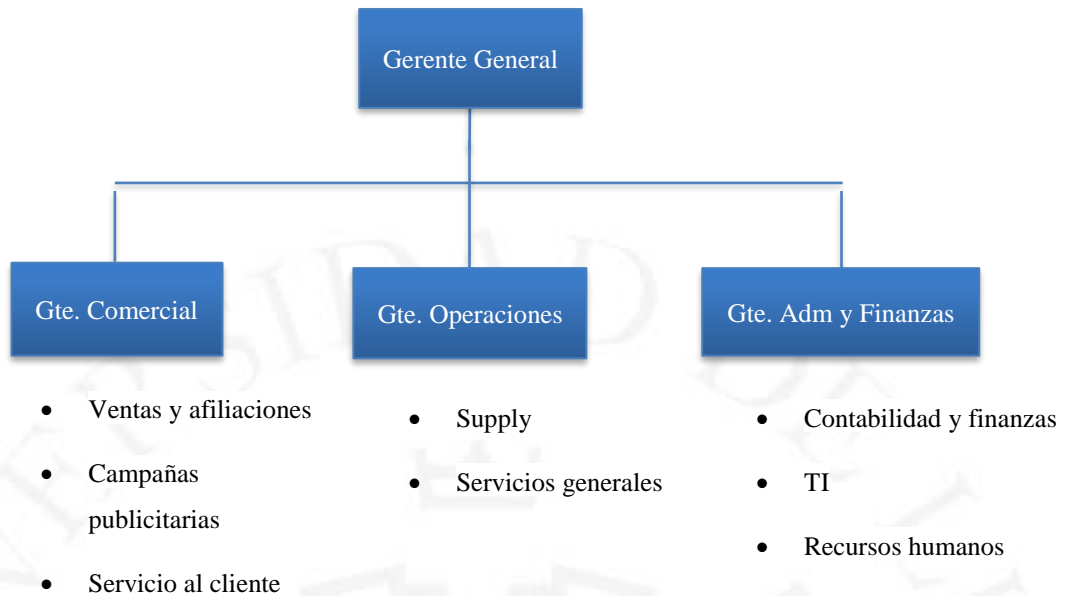 Gerente General
Gte. Comercial
Gte. Operaciones
Gte. Adm y Finanzas
• Ventas y afiliaciones
• Campañas
publicitarias
• Servicio al cliente
• Supply
• Servicios generales
• Contabilidad y finanzas
• TI
• Recursos humanos